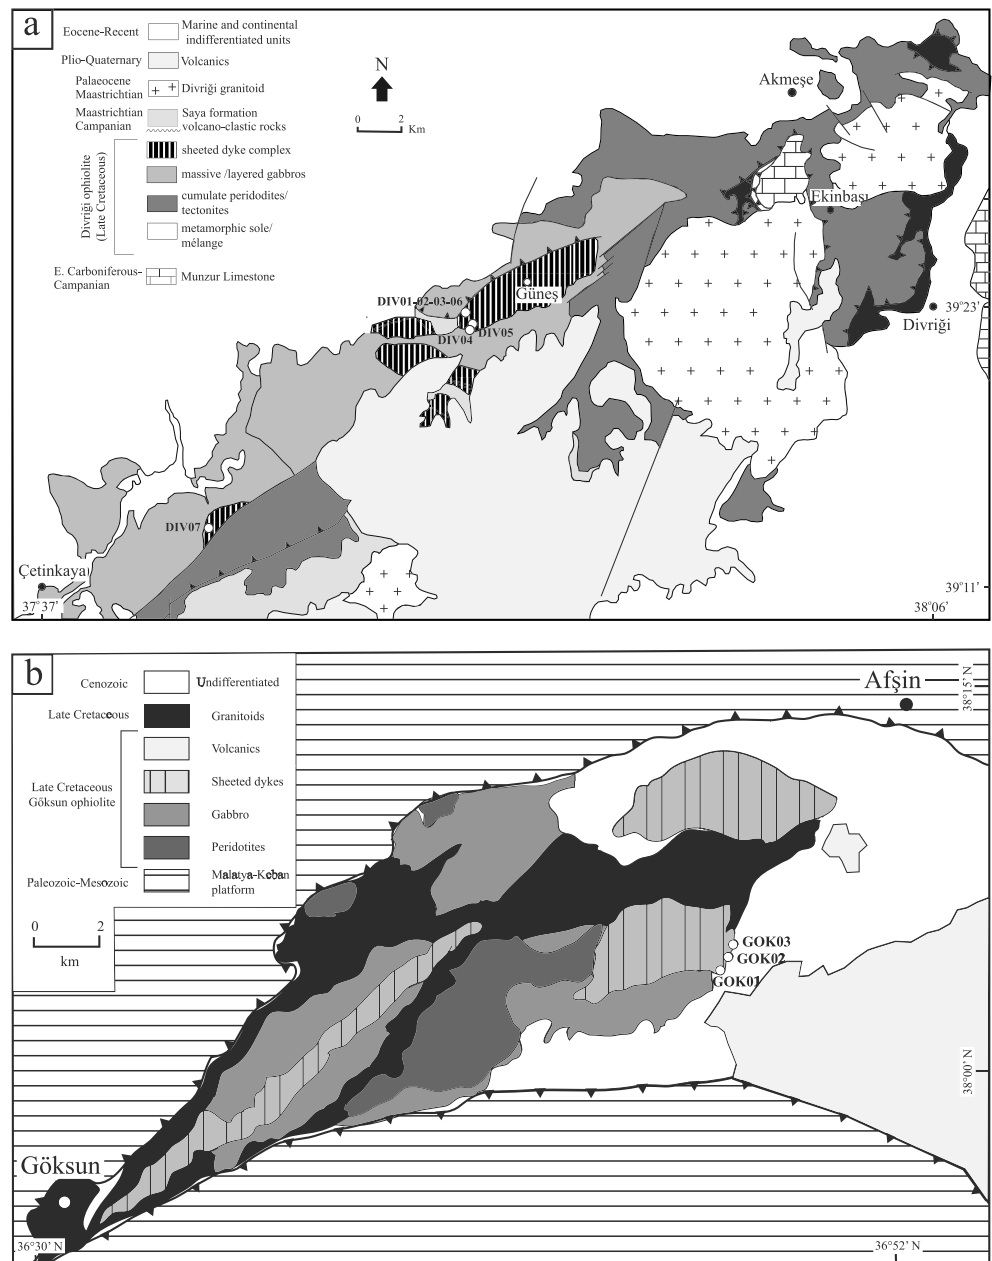 a
Eocene-Recent
Marine and continental
indifferentiated units
Plio-Quaternary
Volcanics
Palaeocene
Maastrichtian
Divriği granitoid
Maastrichtian
Campanian
Saya formation
volcano-clastic rocks
Divriği ophiolite
(Late Cretaceous)
sheeted dyke complex
massive /layered gabbros
cumulate peridodites/
tectonites
metamorphic sole/
mélange
E. Carboniferous-
Campanian
Munzur Limestone
N
0 2
Km
Akmeşe
Ekinbaşı
Güneş
DIV01-02-03-06
DIV04
DIV05
39°23'
Divriği
DIV07
Çetinkaya
37°37'
39°11'
38°06'
b
Cenozoic
Undifferentiated
Late Cretaceous
Granitoids
Volcanics
Late Cretaceous
Göksun ophiolite
Sheeted dykes
Gabbro
Peridotites
Paleozoic-Mesozoic
Malatya-Keban
platform
0 2
km
Afşin
38°15' N
GOK03
GOK02
GOK01
38°00' N
Göksun
36°30' N
36°52' N